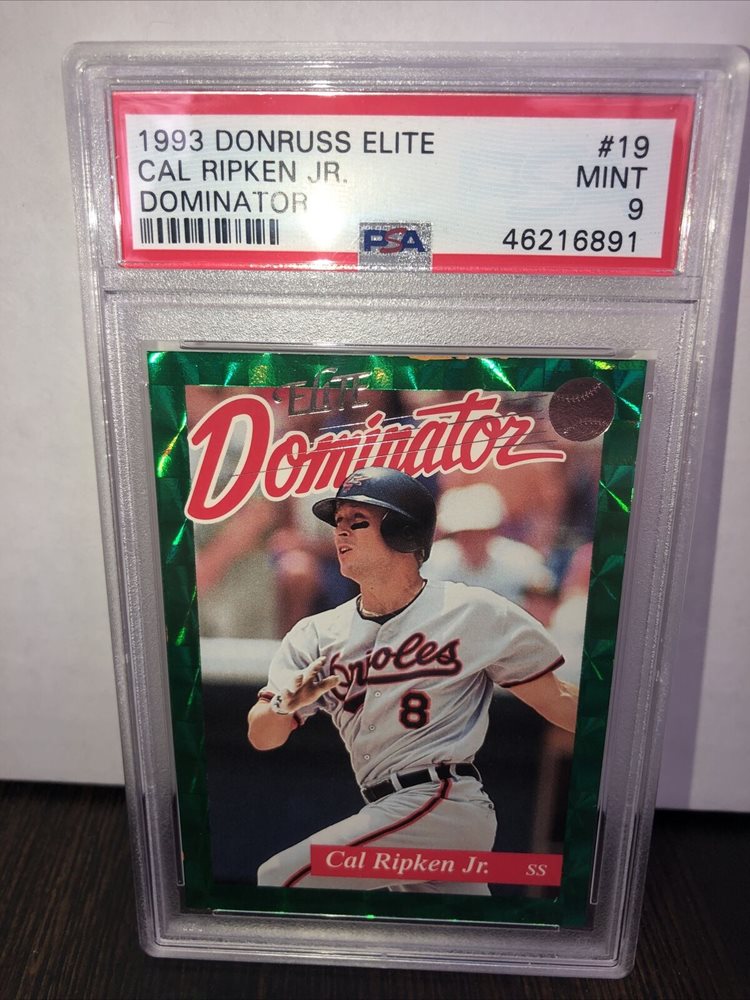 1993 DONRUSS ELITE #19
CAL RIPKEN JR. MINT
DOMINATOR 9
PSA 46216891
ELITE
Dominator
Orioles
8
Cal Ripken Jr. SS